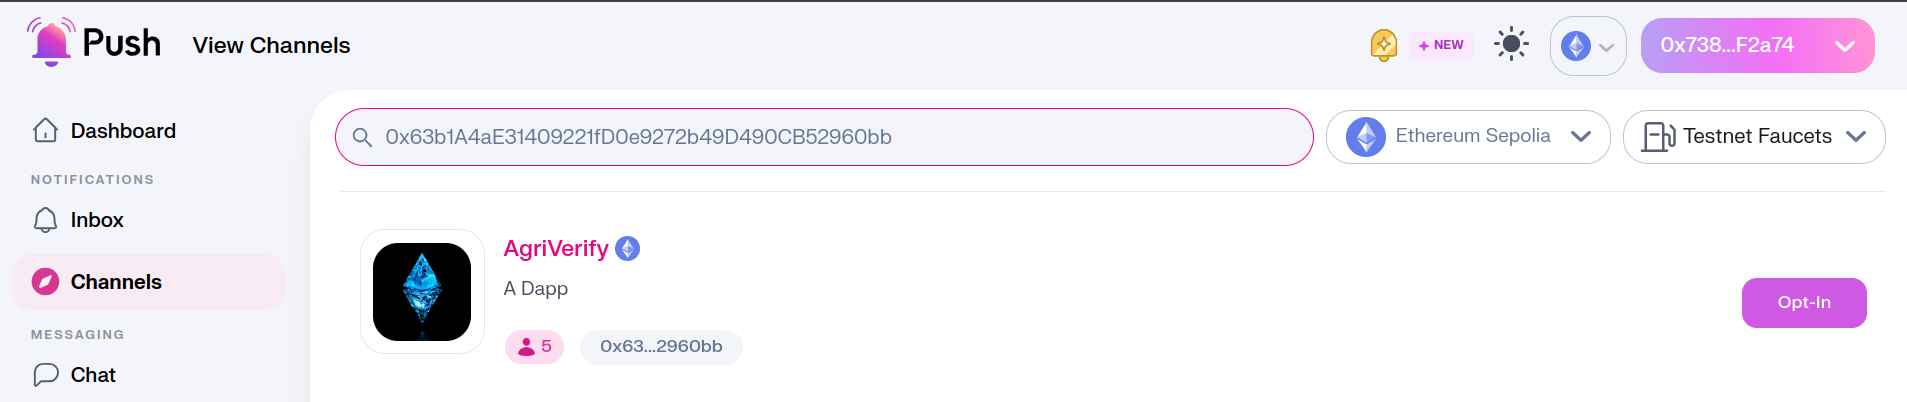 Push
View Channels
NEW
0x738...F2a74
Dashboard
NOTIFICATIONS
Inbox
Channels
MESSAGING
Chat
0x63b1A4aE31409221fD0e9272b49D490CB52960bb
Ethereum Sepolia
Testnet Faucets
AgriVerify
A Dapp
5
0x63...2960bb
Opt-In